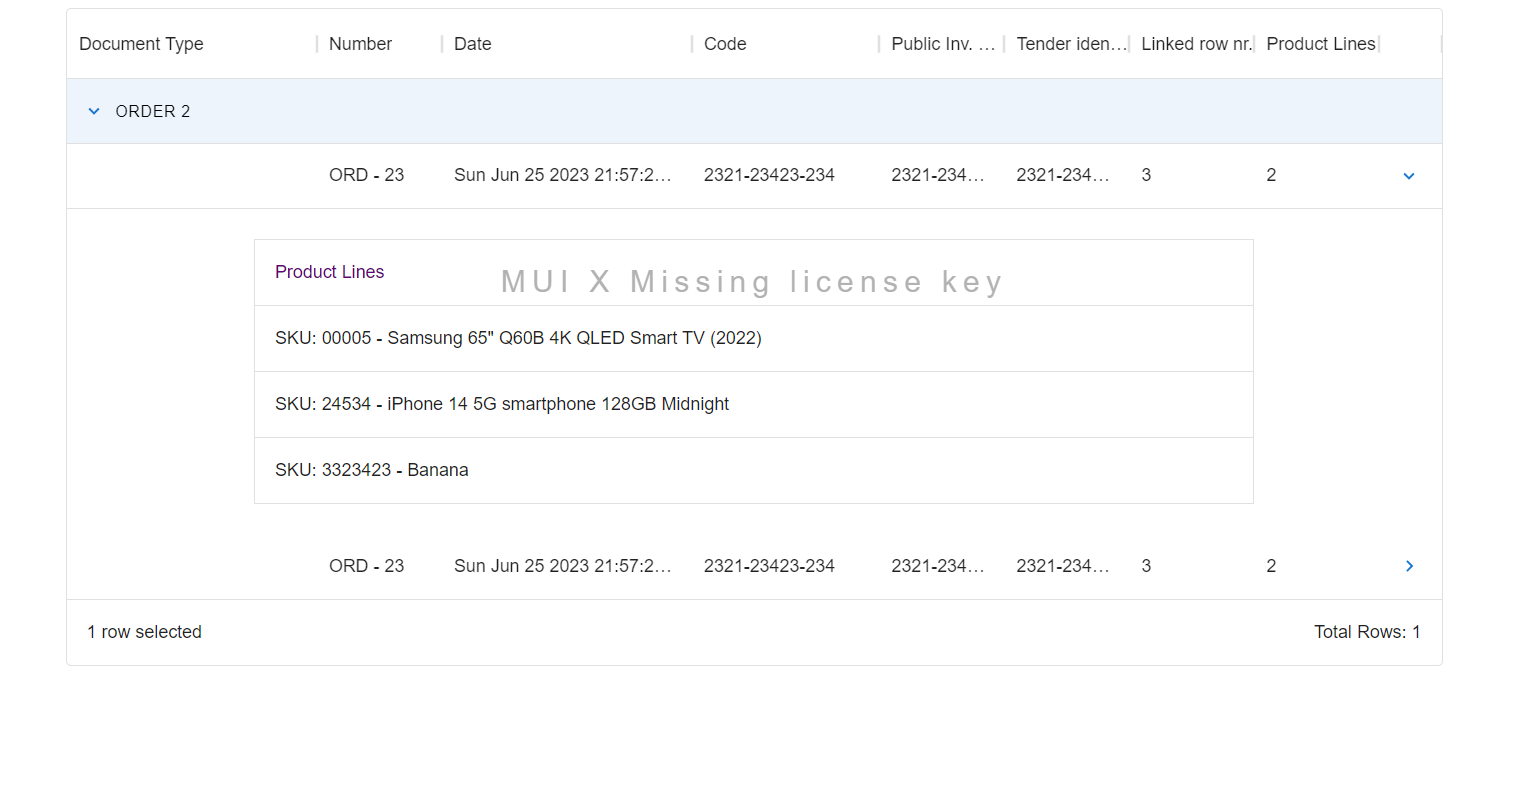 Document Type Number Date Code Public Inv. ... Tender iden... Linked row nr. Product Lines
ORDER 2
ORD - 23 Sun Jun 25 2023 21:57:2... 2321-23423-234 2321-234... 2321-234... 3 2
Product Lines
MUI X Missing license key
SKU: 00005 - Samsung 65" Q60B 4K QLED Smart TV (2022)
SKU: 24534 - iPhone 14 5G smartphone 128GB Midnight
SKU: 3323423 - Banana
ORD - 23 Sun Jun 25 2023 21:57:2... 2321-23423-234 2321-234... 2321-234... 3 2
1 row selected Total Rows: 1